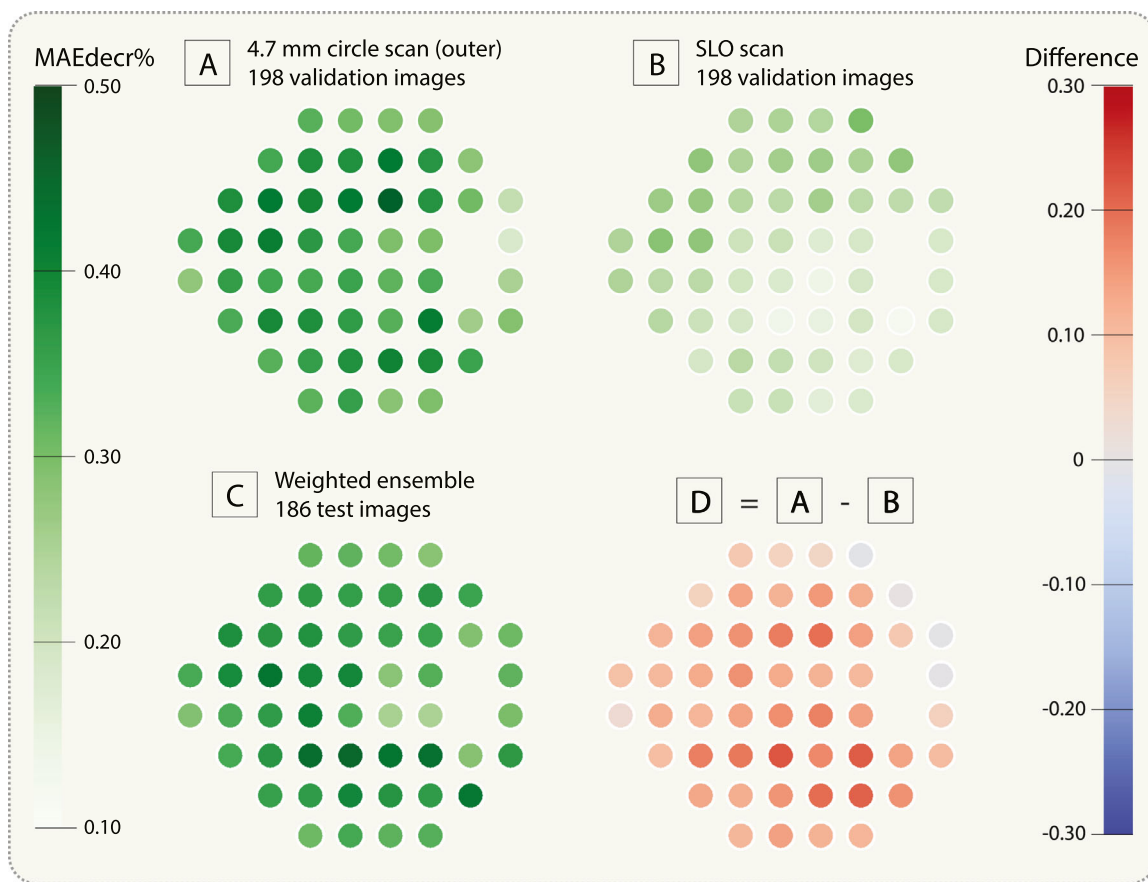 MAEdecr%
0.50
0.40
0.30
0.20
0.10
A
4.7 mm circle scan (outer)
198 validation images
B
SLO scan
198 validation images
Difference
0.30
0.20
0.10
0
-0.10
-0.20
-0.30
C
Weighted ensemble
186 test images
D = A - B